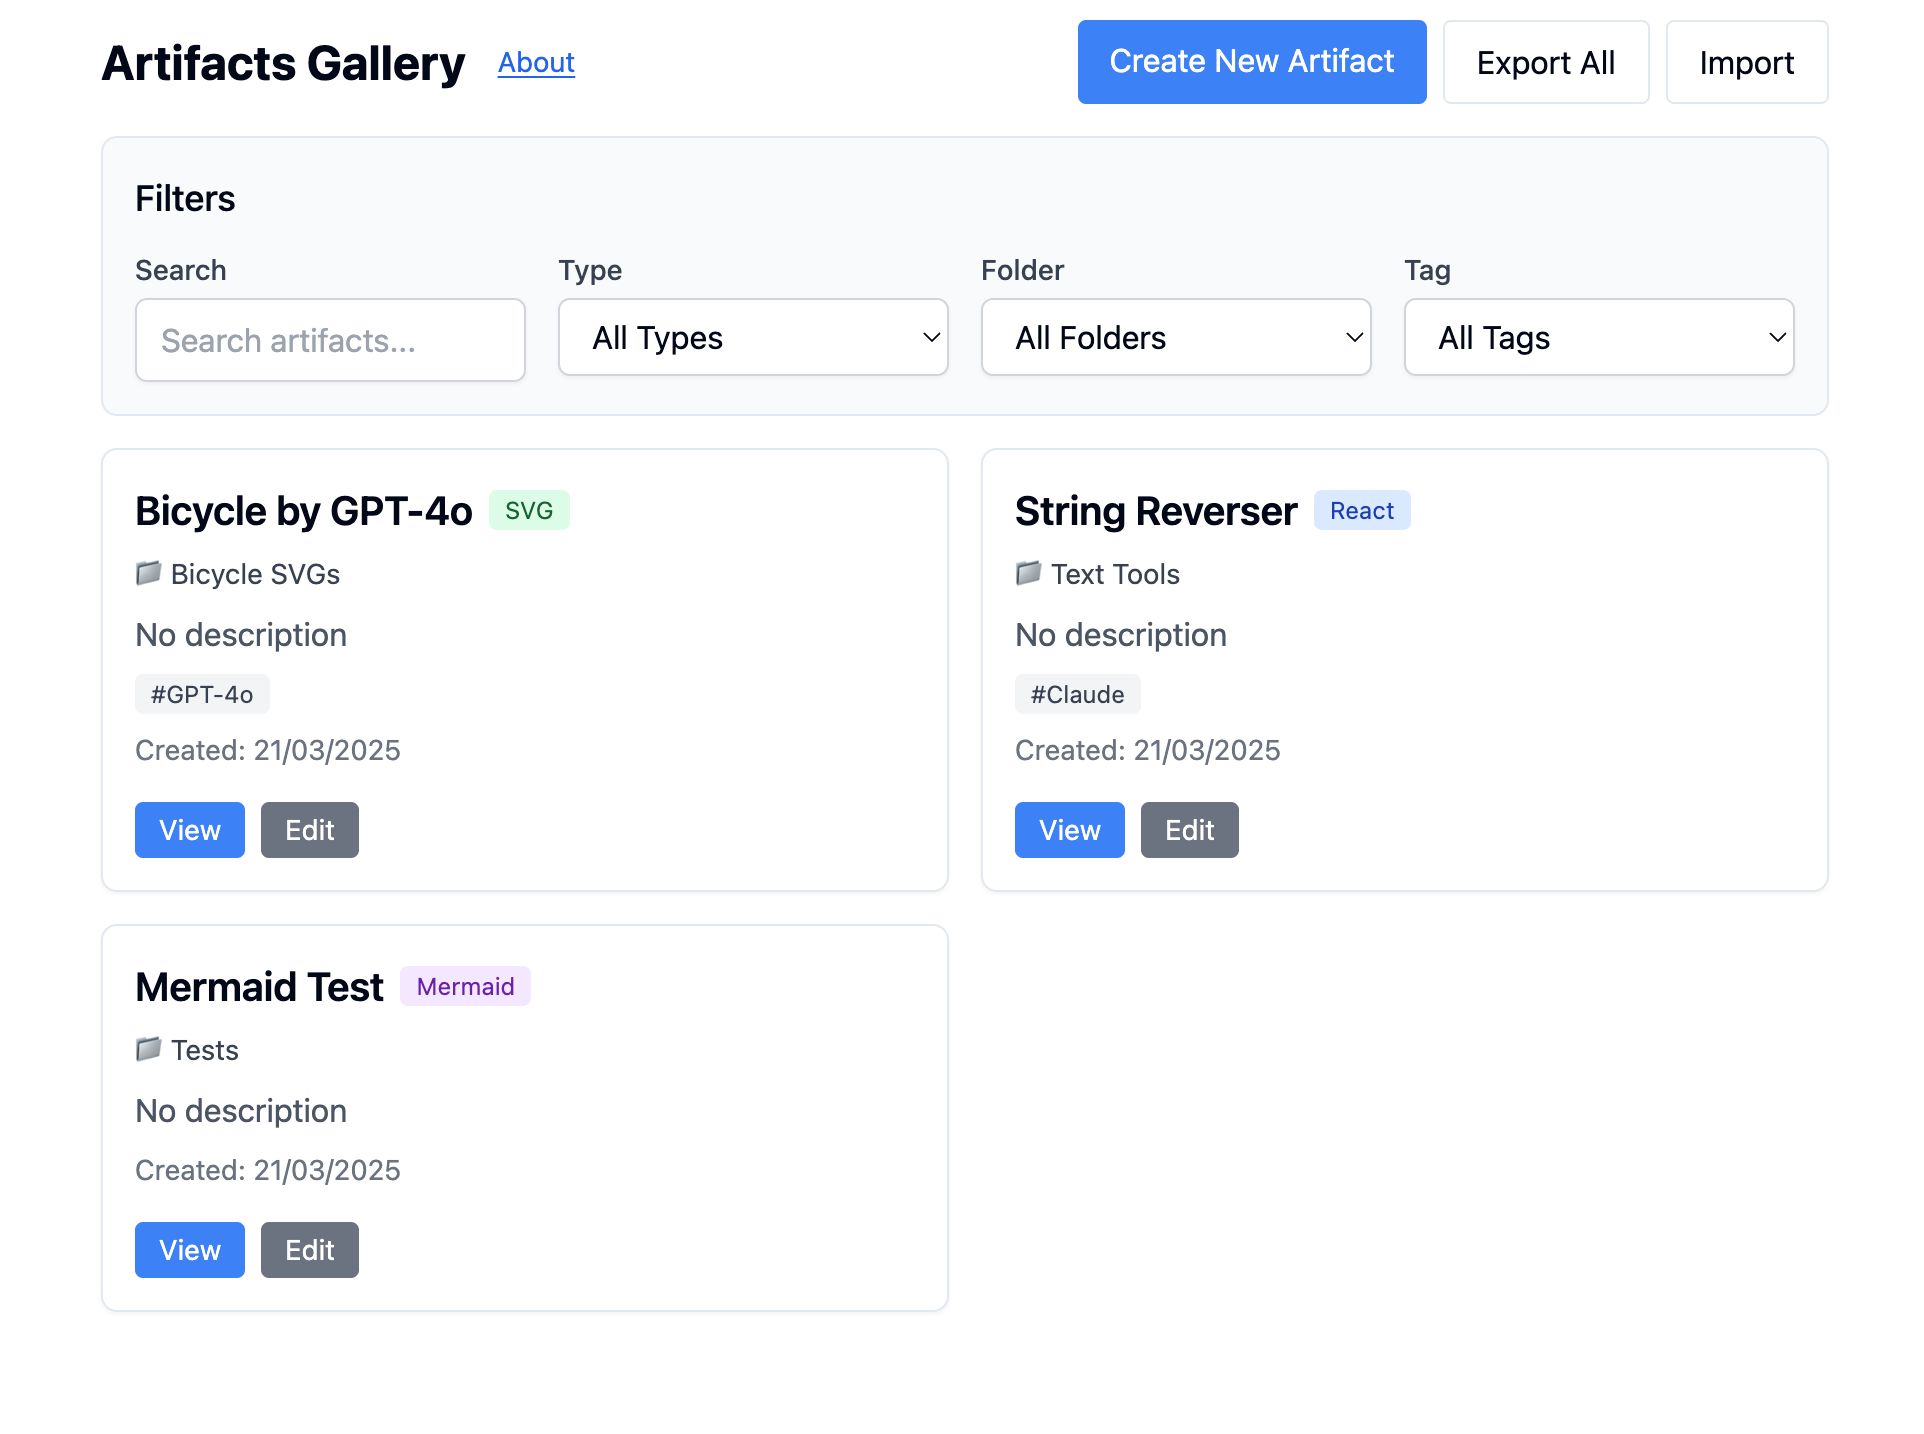 Artifacts Gallery About Create New Artifact Export All Import
Filters
Search Type Folder Tag
Search artifacts... All Types All Folders All Tags
Bicycle by GPT-4o SVG
Bicycle SVGs
No description
#GPT-4o
Created: 21/03/2025
View Edit
String Reverser React
Text Tools
No description
#Claude
Created: 21/03/2025
View Edit
Mermaid Test Mermaid
Tests
No description
Created: 21/03/2025
View Edit